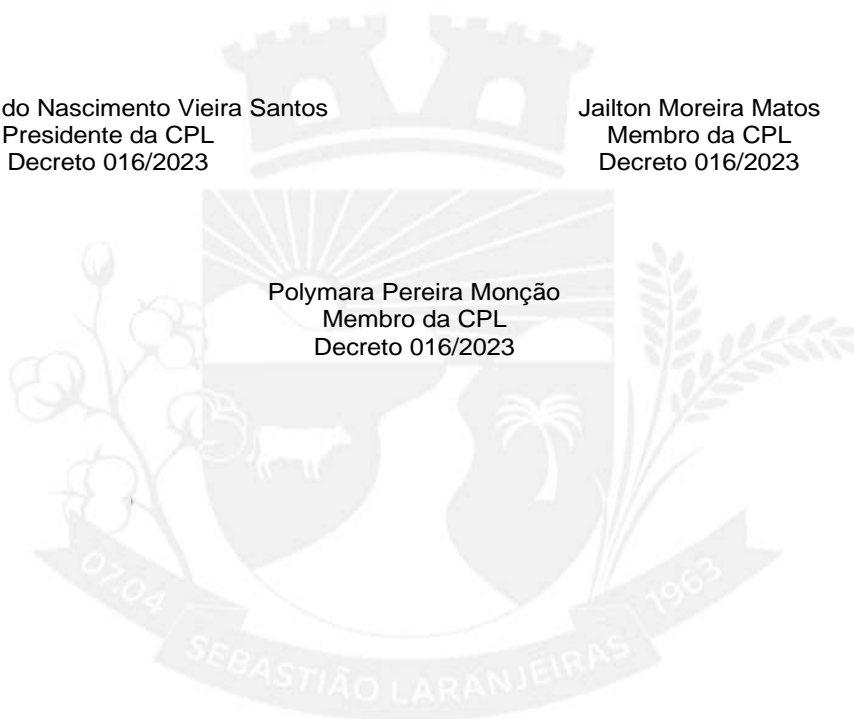 do Nascimento Vieira Santos
Presidente da CPL
Decreto 016/2023
Jailton Moreira Matos
Membro da CPL
Decreto 016/2023
Polymara Pereira Monção
Membro da CPL
Decreto 016/2023
07.04
SEBASTIÃO LARANJEIRAS
1963